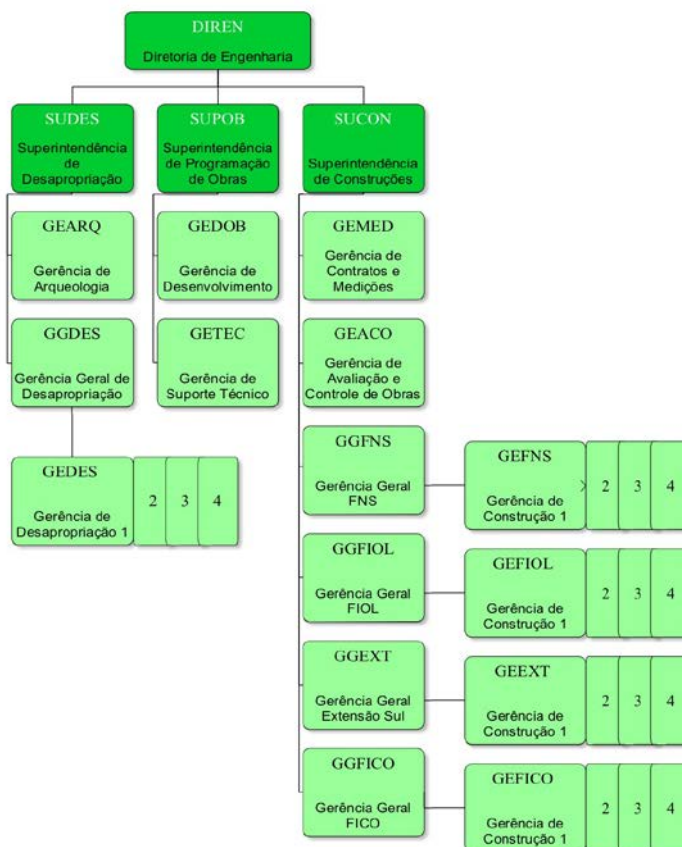 DIREN
Diretoria de Engenharia
SUDES
Superintendência
de
Desapropriação
SUPOB
Superintendência
de Programação
de Obras
SUCON
Superintendência
de Construções
GEARQ
Gerência de
Arqueologia
GEDOB
Gerência de
Desenvolvimento
GEMED
Gerência de
Contratos e
Medições
GGDES
Gerência Geral de
Desapropriação
GETEC
Gerência de
Suporte Técnico
GEACO
Gerência de
Avaliação e
Controle de Obras
GEDES
Gerência de
Desapropriação 1
2
3
4
GGFNS
Gerência Geral
FNS
GEFNS
Gerência de
Construção 1
2
3
4
GGFIOL
Gerência Geral
FIOL
GEFIOL
Gerência de
Construção 1
2
3
4
GGEXT
Gerência Geral
Extensão Sul
GEEXT
Gerência de
Construção 1
2
3
4
GGFICO
Gerência Geral
FICO
GEFICO
Gerência de
Construção 1
2
3
4